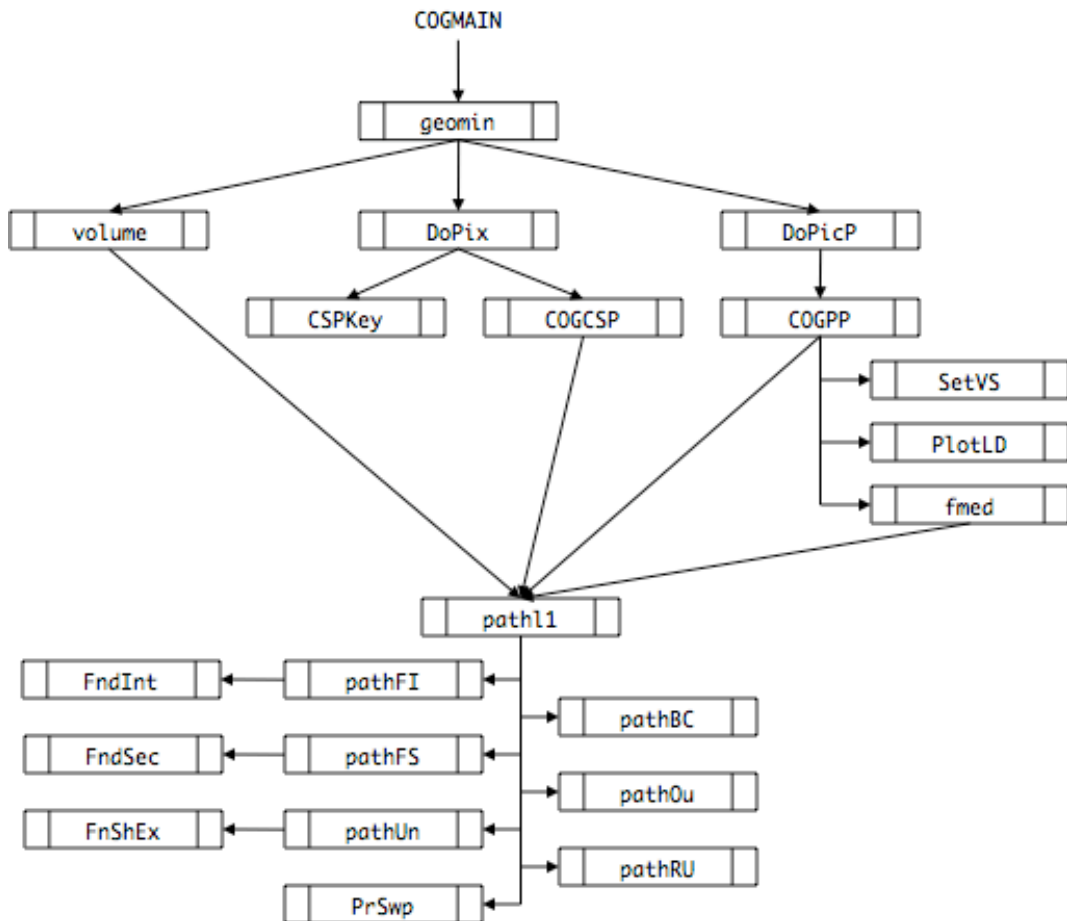 COGMAIN
geomin
volume
DoPix
DoPicP
CSPKey
COGCSP
COGPP
SetVS
PlotLD
fmed
pathl1
FndInt
pathFI
pathBC
FndSec
pathFS
pathOu
FnShEx
pathUn
pathRU
PrSwp